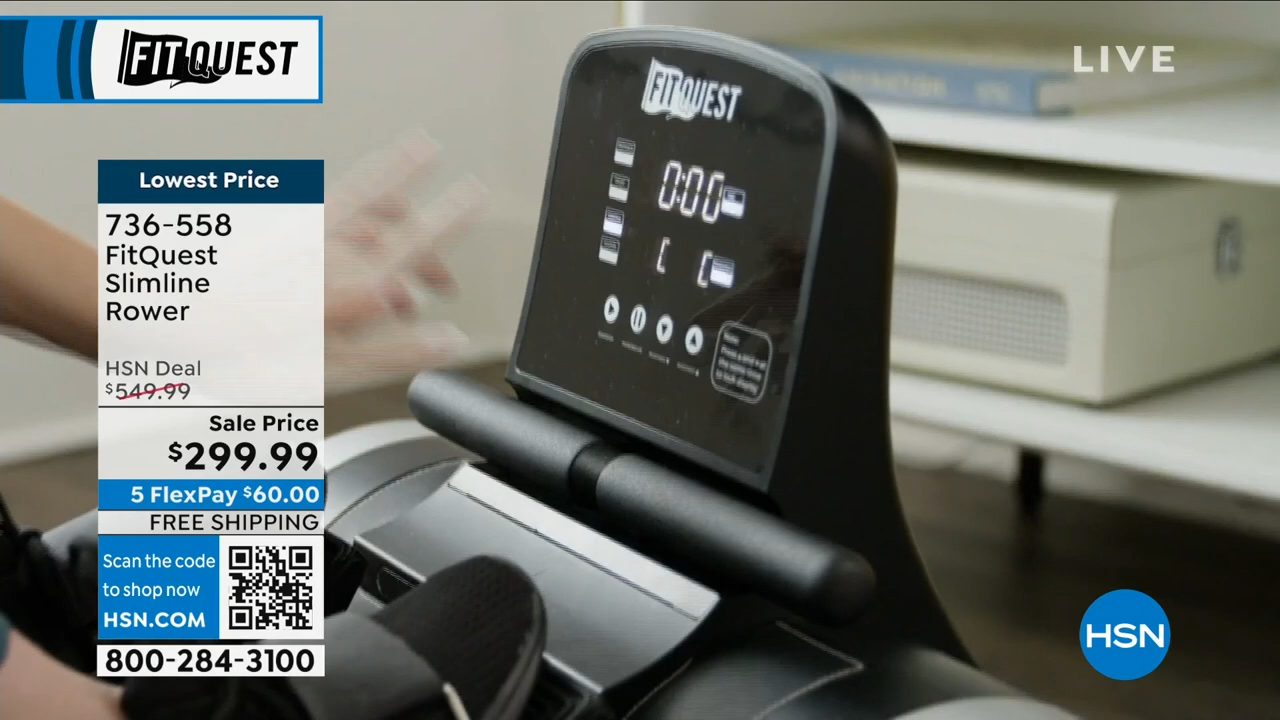 FITQUEST
LIVE
Lowest Price
736-558
FitQuest
Slimline
Rower
HSN Deal
$549.99
Sale Price
$299.99
5 FlexPay $60.00
FREE SHIPPING
Scan the code
to shop now
HSN.COM
800-284-3100
FITQUEST
0:00
HSN